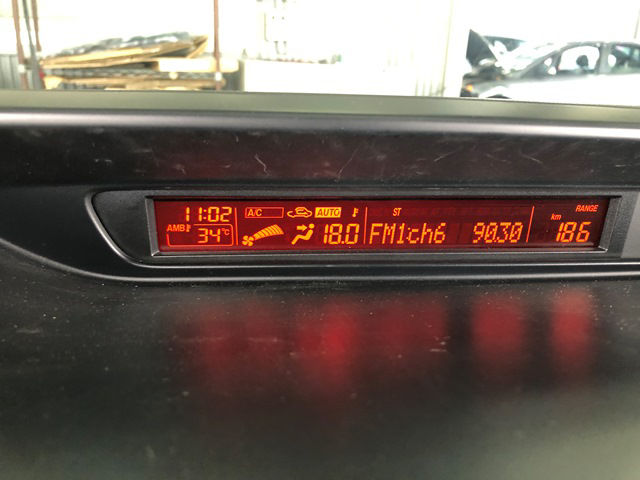 11:02 A/C AUTO ST km RANGE
AMB 34°C 18.0 FM1ch6 90.30 186